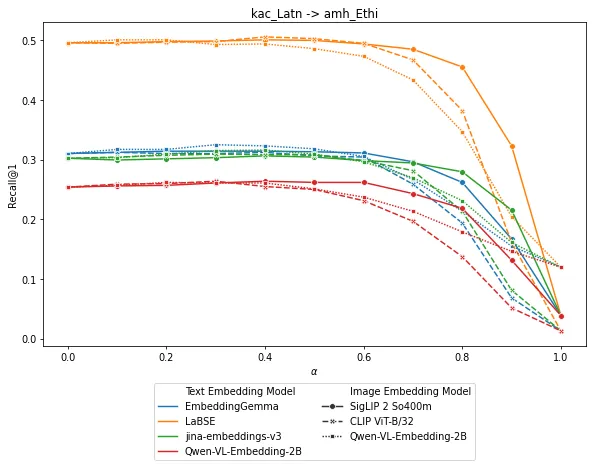 kac_Latn -> amh_Ethi
Recall@1
0.5
0.4
0.3
0.2
0.1
0.0
0.0 0.2 0.4 0.6 0.8 1.0
α
Text Embedding Model Image Embedding Model
EmbeddingGemma SigLIP 2 So400m
LaBSE CLIP ViT-B/32
jina-embeddings-v3 Qwen-VL-Embedding-2B
Qwen-VL-Embedding-2B